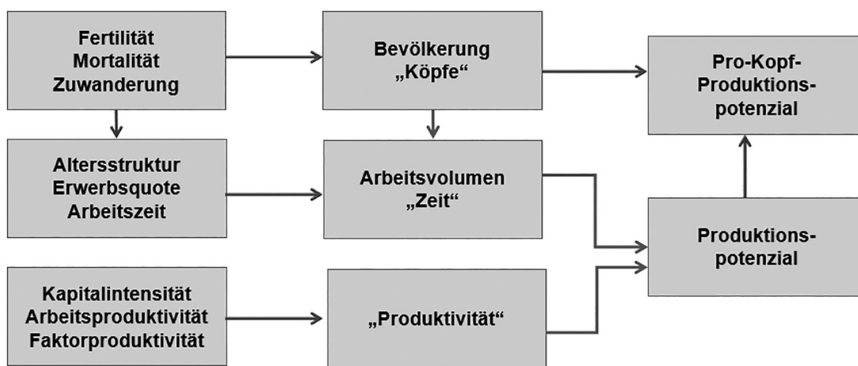 Fertilität
Mortalität
Zuwanderung
Bevölkerung
„Köpfe“
Pro-Kopf-
Produktions-
potenzial
Altersstruktur
Erwerbsquote
Arbeitszeit
Arbeitsvolumen
„Zeit“
Produktions-
potenzial
Kapitalintensität
Arbeitsproduktivität
Faktorproduktivität
„Produktivität“